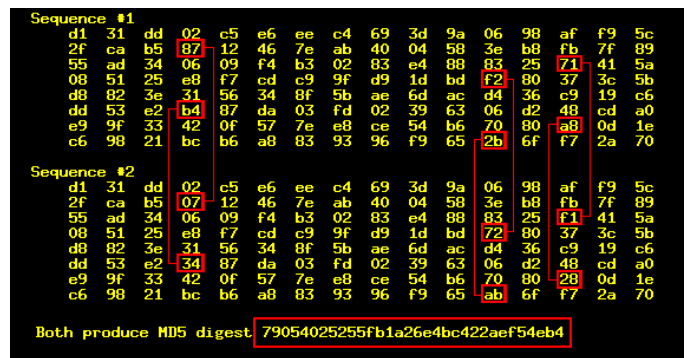 Sequence #1
d1 31 dd 02 c5 e6 ee c4 69 3d 9a 06 98 af f9 5c
2f ca b5 87 12 46 7e ab 40 04 58 3e b8 fb 7f 89
55 ad 34 06 09 f4 b3 02 83 e4 88 83 25 71 41 5a
08 51 25 e8 f7 cd c9 9f d9 1d bd f2 80 37 3c 5b
d8 82 3e 31 56 34 8f 5b ae 6d ac d4 36 c9 19 c6
dd 53 e2 b4 87 da 03 fd 02 39 63 06 d2 48 cd a0
e9 9f 33 42 0f 57 7e e8 ce 54 b6 70 80 a8 0d 1e
c6 98 21 bc b6 a8 83 93 96 f9 65 2b 6f f7 2a 70
Sequence #2
d1 31 dd 02 c5 e6 ee c4 69 3d 9a 06 98 af f9 5c
2f ca b5 07 12 46 7e ab 40 04 58 3e b8 fb 7f 89
55 ad 34 06 09 f4 b3 02 83 e4 88 83 25 f1 41 5a
08 51 25 e8 f7 cd c9 9f d9 1d bd 72 80 37 3c 5b
d8 82 3e 31 56 34 8f 5b ae 6d ac d4 36 c9 19 c6
dd 53 e2 34 87 da 03 fd 02 39 63 06 d2 48 cd a0
e9 9f 33 42 0f 57 7e e8 ce 54 b6 70 80 28 0d 1e
c6 98 21 bc b6 a8 83 93 96 f9 65 ab 6f f7 2a 70
Both produce MD5 digest 79054025255fb1a26e4bc422aef54eb4